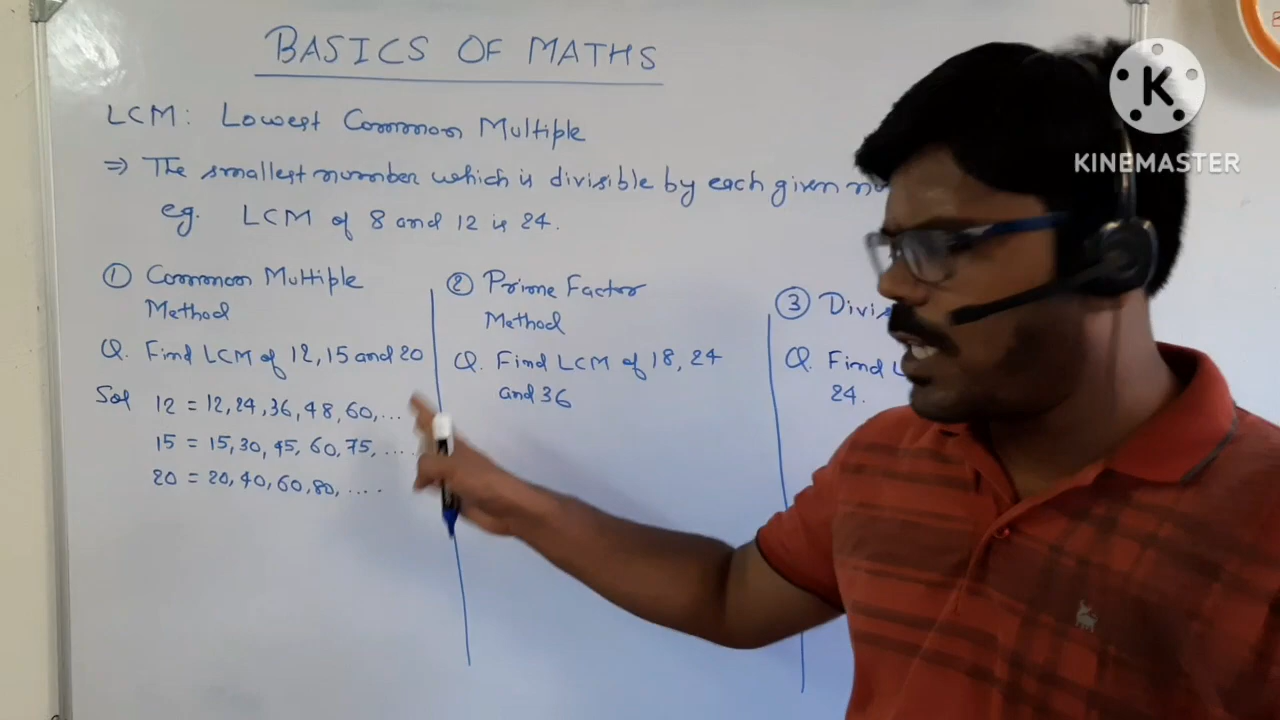 BASICS OF MATHS
LCM: Lowest Common Multiple
⇒ The smallest number which is divisible by each given
eg. LCM of 8 and 12 is 24.
① Common Multiple
Method
Q. Find LCM of 12, 15 and 20
Sol
12 = 12, 24, 36, 48, 60, ...
15 = 15, 30, 45, 60, 75, ....
20 = 20, 40, 60, 80, ....
② Prime Factor
Method
Q. Find LCM of 18, 24
and 36
③
Q. Find
24.
K
KINEMASTER